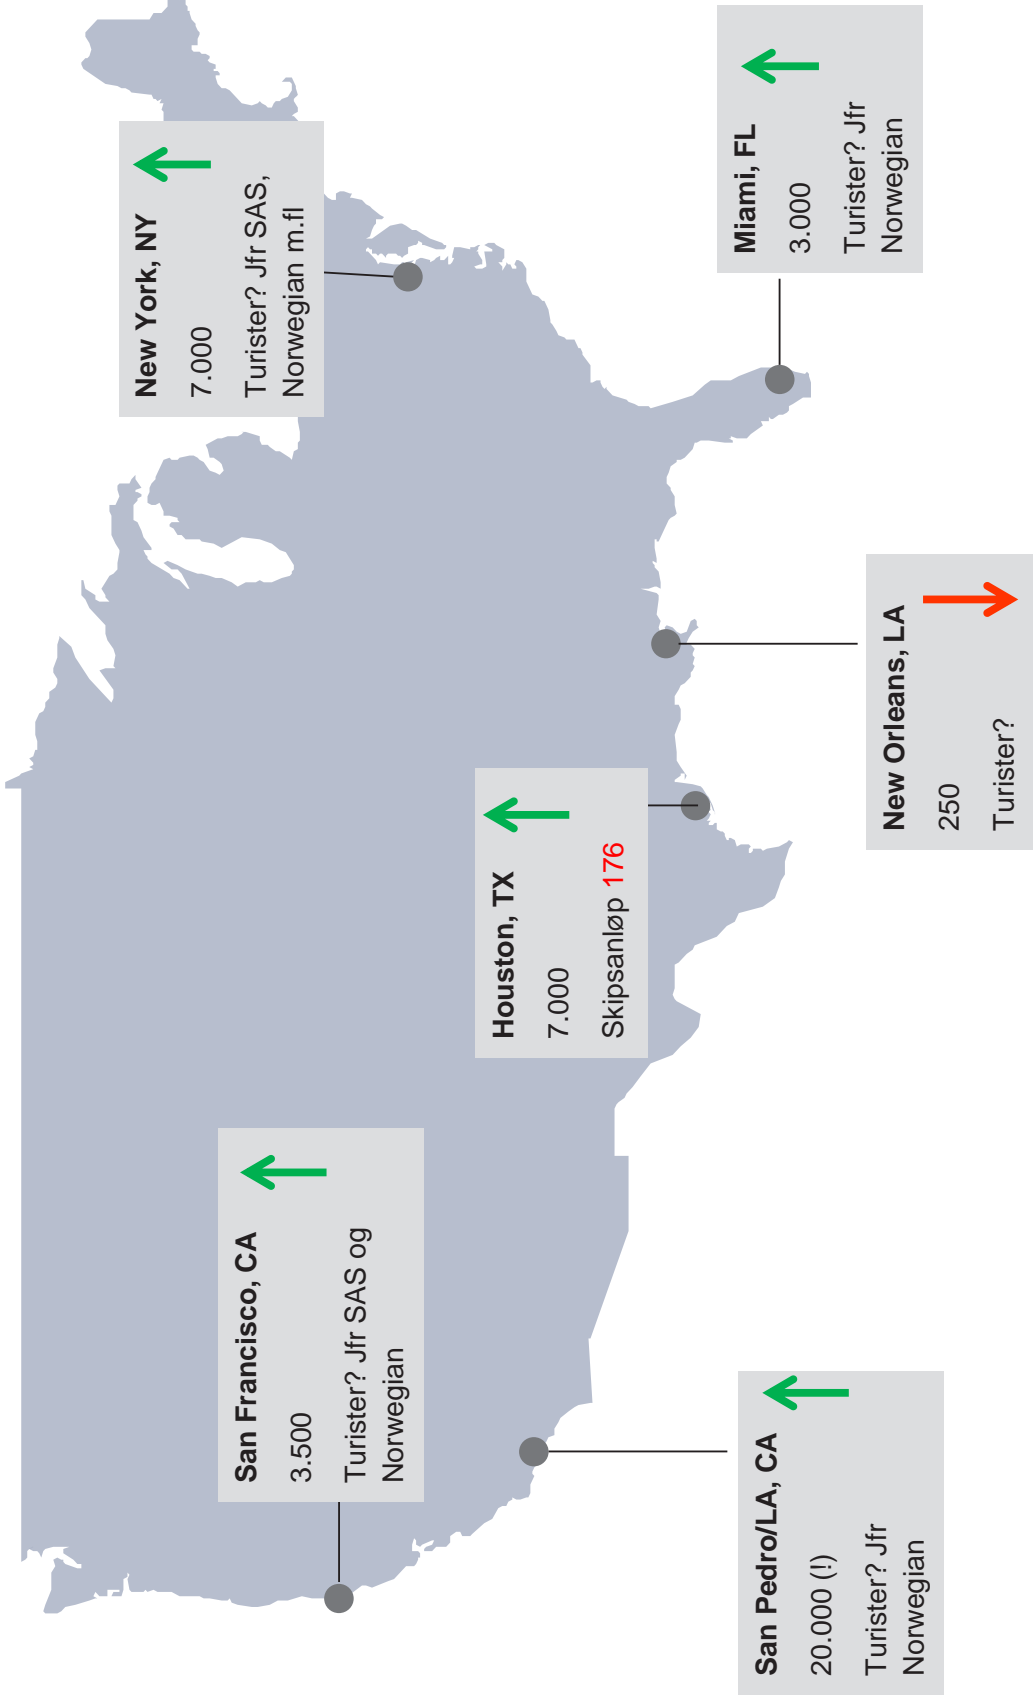 New York, NY
7.000
Turister? Jfr SAS,
Norwegian m.fl
San Francisco, CA
3.500
Turister? Jfr SAS og
Norwegian
Houston, TX
7.000
Skipsanløp 176
Miami, FL
3.000
Turister? Jfr
Norwegian
San Pedro/LA, CA
20.000 (!)
Turister? Jfr
Norwegian
New Orleans, LA
250
Turister?